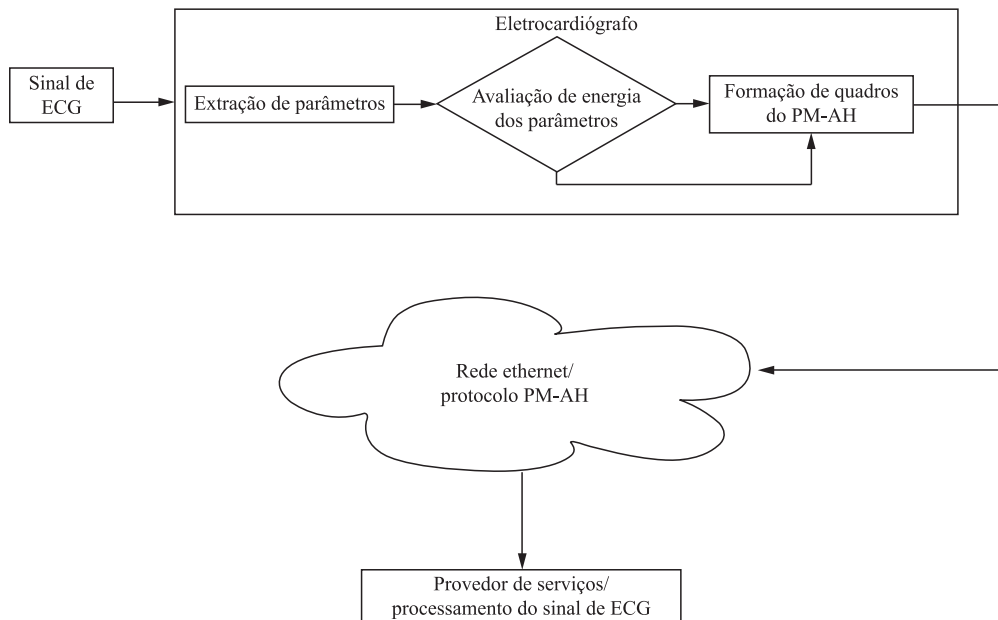 Eletrocardiógrafo
Sinal de
ECG
Extração de parâmetros
Avaliação de energia
dos parâmetros
Formação de quadros
do PM-AH
Rede ethernet/
protocolo PM-AH
Provedor de serviços/
processamento do sinal de ECG